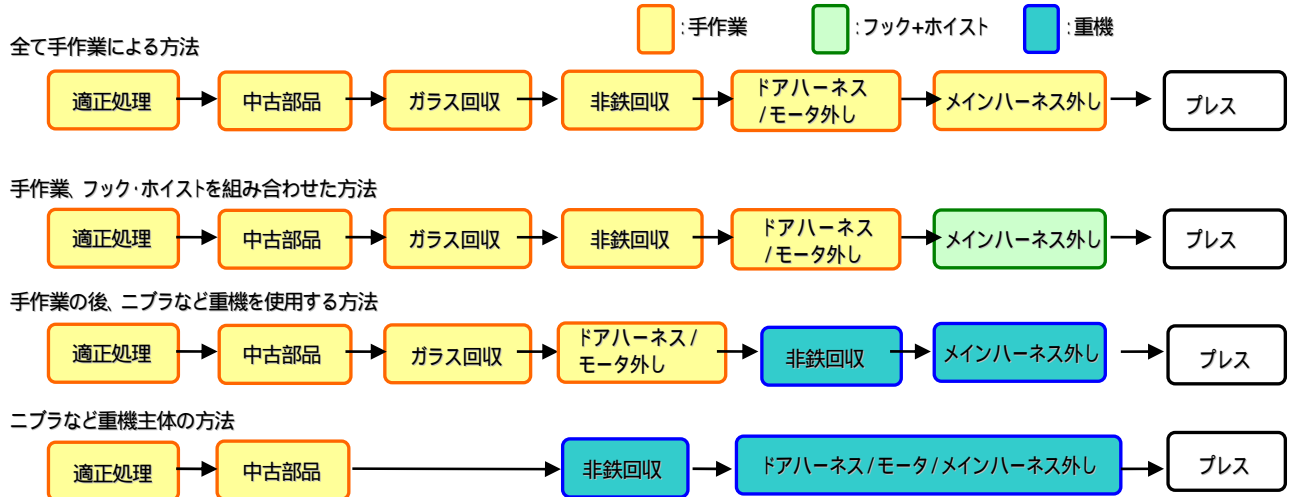 :手作業 :フック+ホイスト :重機
全て手作業による方法
適正処理 中古部品 ガラス回収 非鉄回収 ドアハーネス
/モータ外し メインハーネス外し プレス
手作業、フック・ホイストを組み合わせた方法
適正処理 中古部品 ガラス回収 非鉄回収 ドアハーネス
/モータ外し メインハーネス外し プレス
手作業の後、ニブラなど重機を使用する方法
適正処理 中古部品 ガラス回収 ドアハーネス/
モータ外し 非鉄回収 メインハーネス外し プレス
ニブラなど重機主体の方法
適正処理 中古部品 非鉄回収 ドアハーネス/モータ/メインハーネス外し プレス